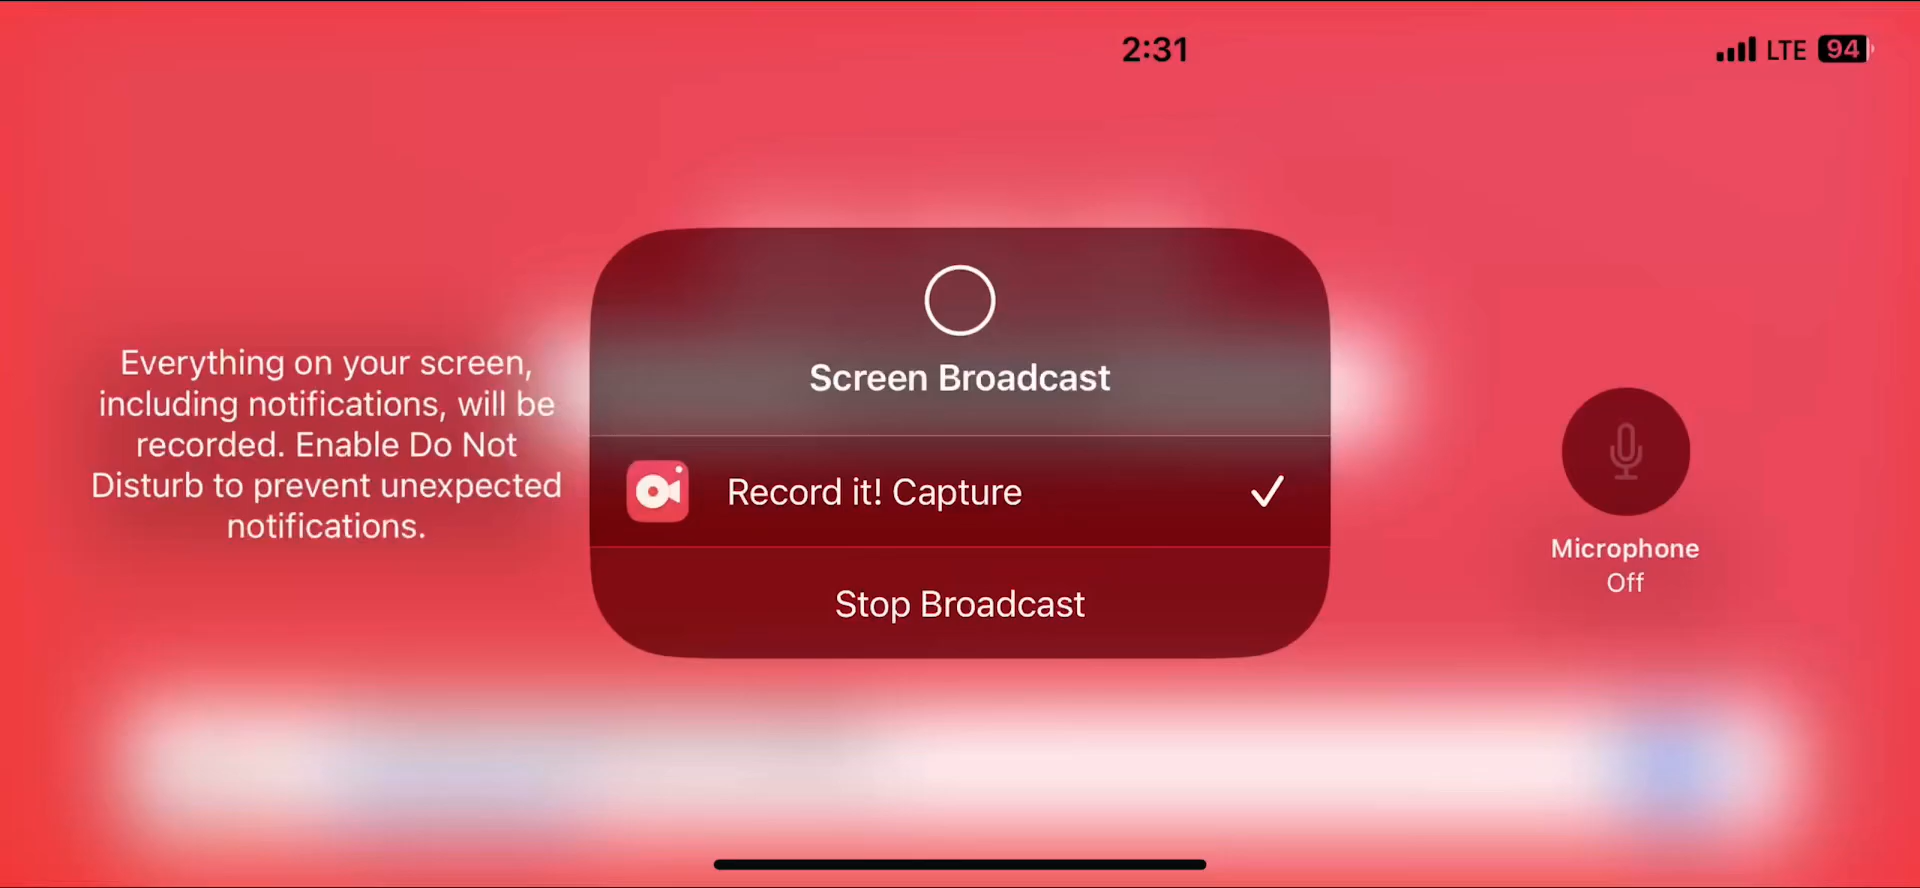 2:31
LTE 94
Everything on your screen,
including notifications, will be
recorded. Enable Do Not
Disturb to prevent unexpected
notifications.
Screen Broadcast
Record it! Capture
Stop Broadcast
Microphone
Off